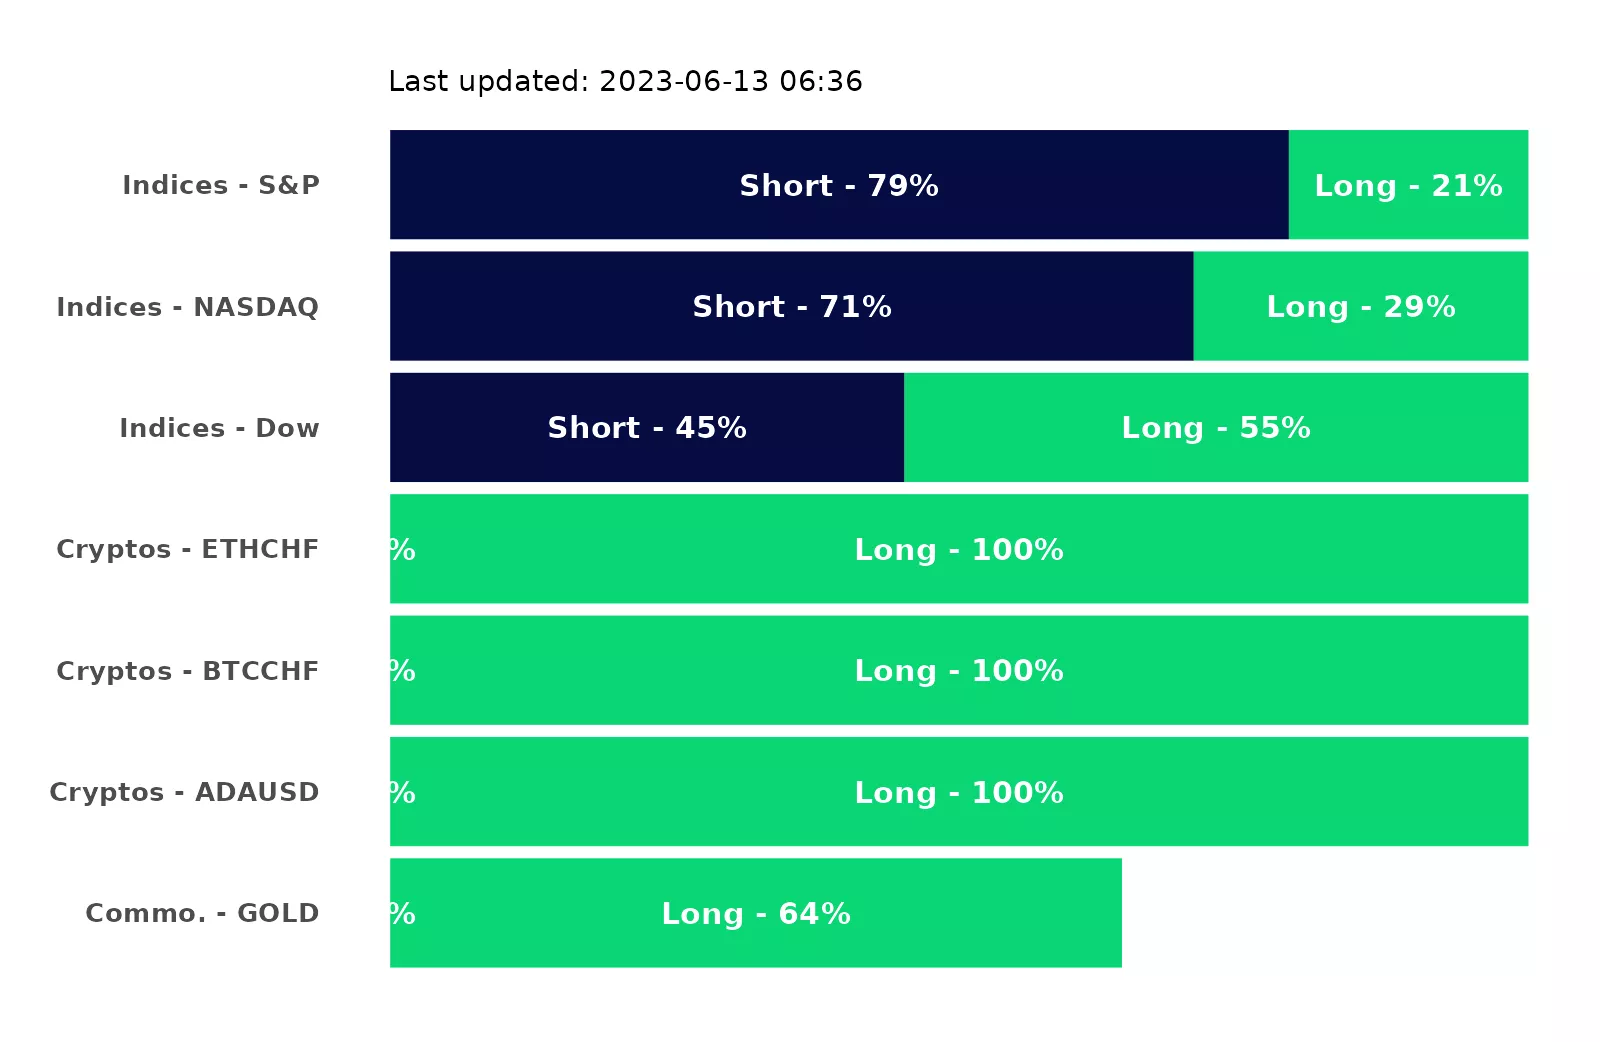 Last updated: 2023-06-13 06:36
Indices - S&P Short - 79% Long - 21%
Indices - NASDAQ Short - 71% Long - 29%
Indices - Dow Short - 45% Long - 55%
Cryptos - ETHCHF % Long - 100%
Cryptos - BTCCHF % Long - 100%
Cryptos - ADAUSD % Long - 100%
Commo. - GOLD % Long - 64%